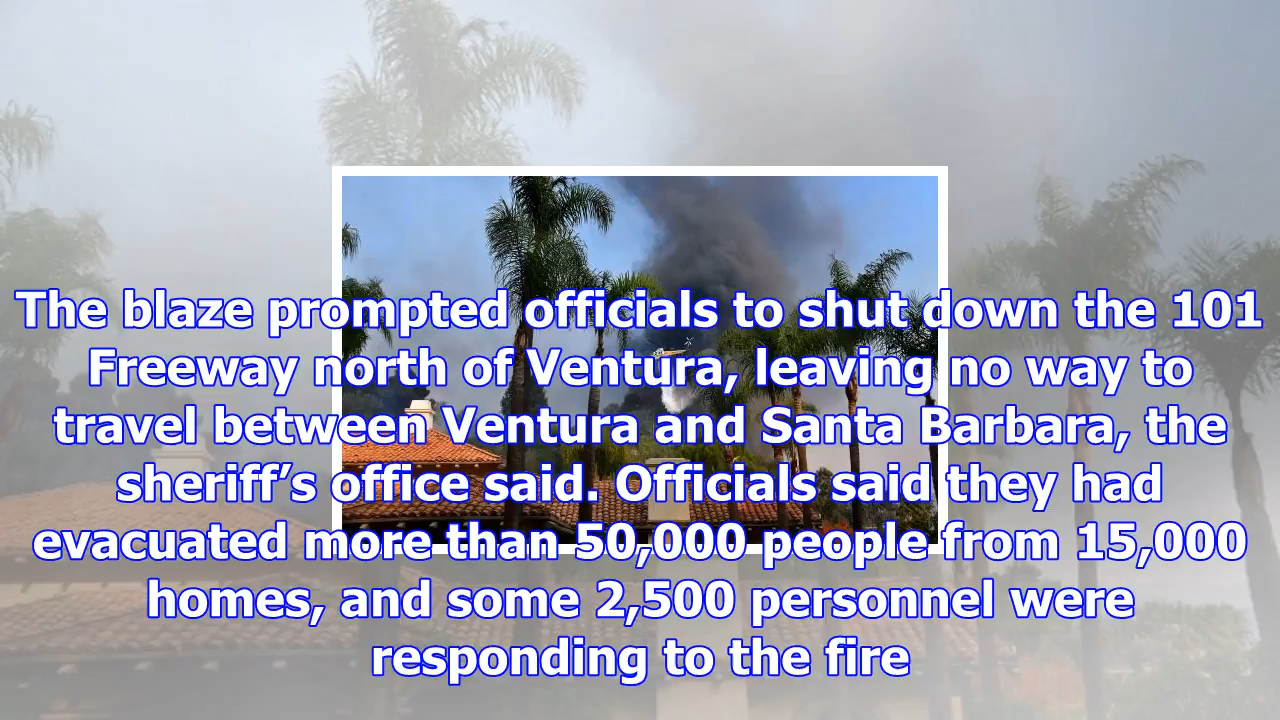 The blaze prompted officials to shut down the 101
Freeway north of Ventura, leaving no way to
travel between Ventura and Santa Barbara, the
sheriff’s office said. Officials said they had
evacuated more than 50,000 people from 15,000
homes, and some 2,500 personnel were
responding to the fire